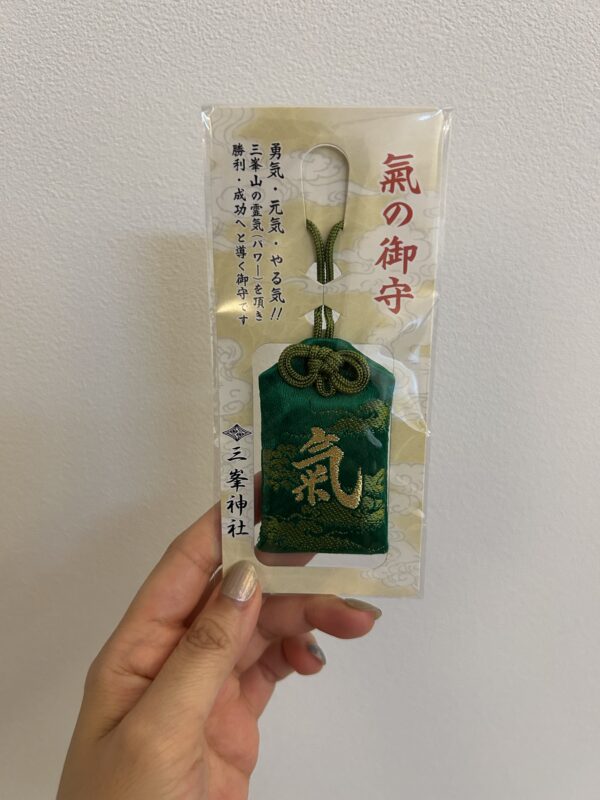 氣の御守
勇気・元気・やる気!!
三峯山の霊気(パワー)を頂き
勝利・成功へと導く御守です
三峯神社
氣